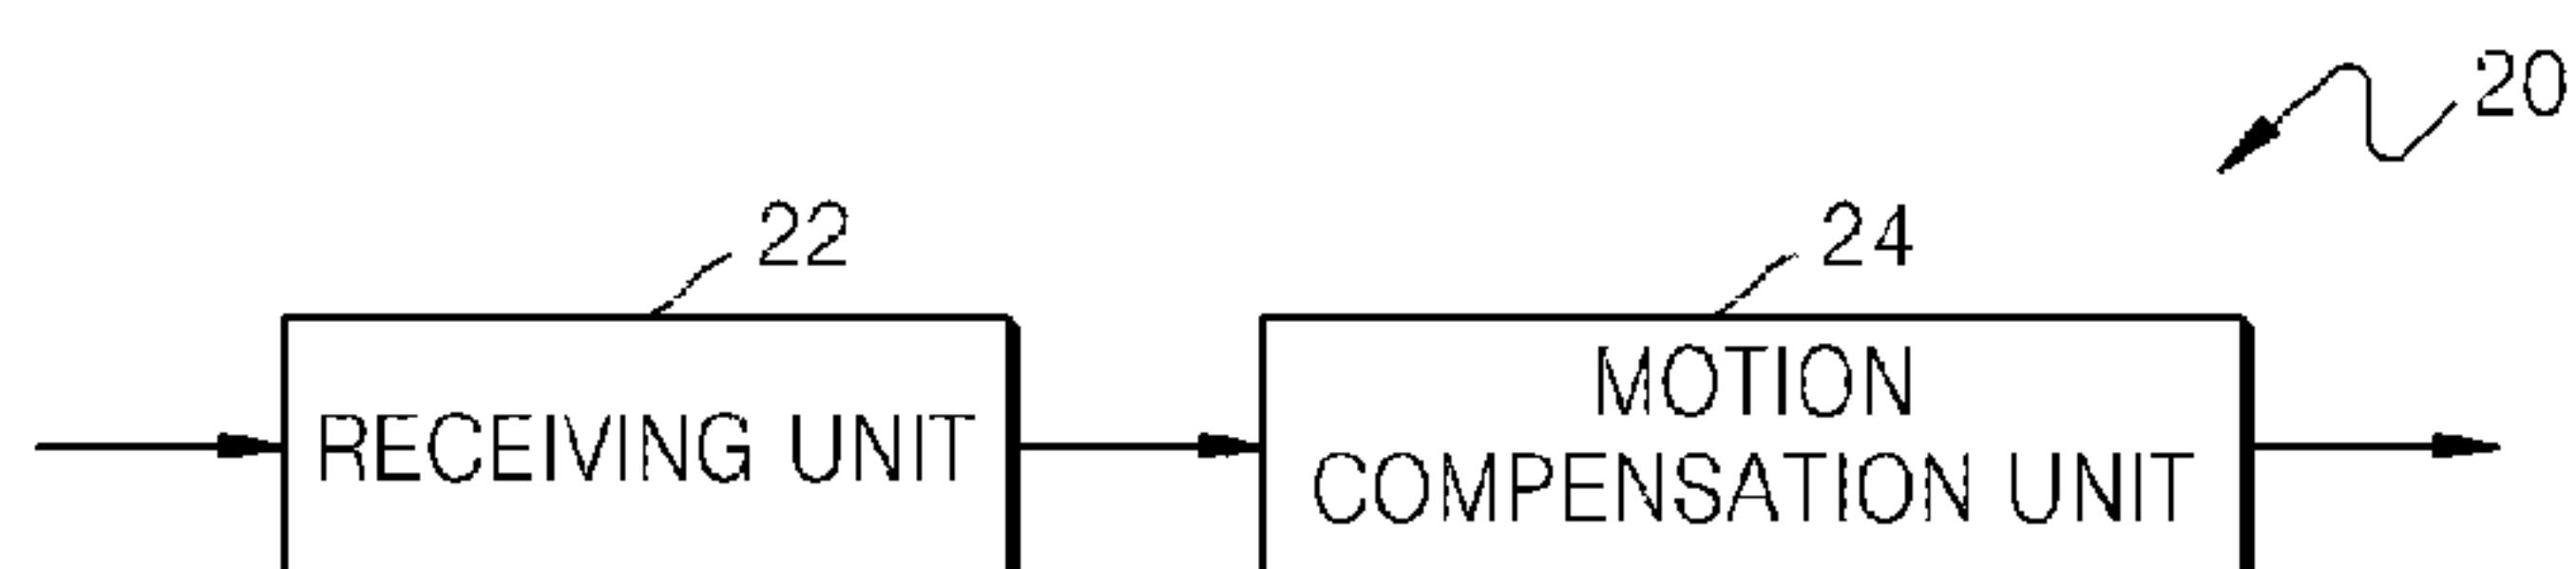 20
22
24
RECEIVING UNIT
MOTION
COMPENSATION UNIT